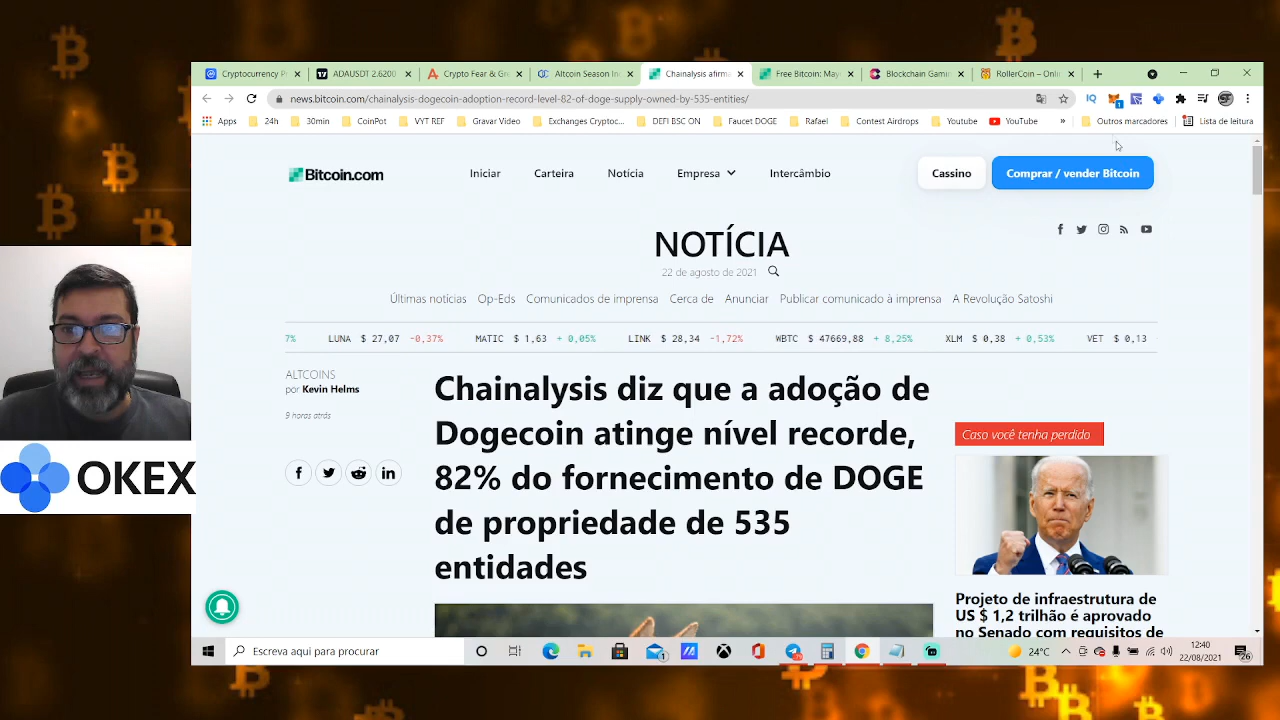 Cryptocurrency P
ADAUSDT 2.6200
Crypto Fear & Gr
Altcoin Season In
Chainalysis afirm
Free Bitcoin: May
Blockchain Gami
RollerCoin – Onli
news.bitcoin.com/chainalysis-dogecoin-adoption-record-level-82-of-doge-supply-owned-by-535-entities/
Apps
24h
30min
CoinPot
VYT REF
Gravar Video
Exchanges Cryptoc...
DEFI BSC ON
Faucet DOGE
Rafael
Contest Airdrops
Youtube
YouTube
»
Outros marcadores
Lista de leitura
Bitcoin.com
Iniciar
Carteira
Notícia
Empresa
Intercâmbio
Cassino
Comprar / vender Bitcoin
NOTÍCIA
22 de agosto de 2021
Últimas notícias
Op-Eds
Comunicados de imprensa
Cerca de
Anunciar
Publicar comunicado à imprensa
A Revolução Satoshi
7% LUNA $ 27,07 -0,37% MATIC $ 1,63 + 0,05% LINK $ 28,34 -1,72% WBTC $ 47669,88 + 8,25% XLM $ 0,38 + 0,53% VET $ 0,13
ALTCOINS
por Kevin Helms
9 horas atrás
Chainalysis diz que a adoção de
Dogecoin atinge nível recorde,
82% do fornecimento de DOGE
de propriedade de 535
entidades
Caso você tenha perdido
Projeto de infraestrutura de
US $ 1,2 trilhão é aprovado
no Senado com requisitos de
OKEX
Escreva aqui para procurar
24°C
12:40
22/08/2021
26